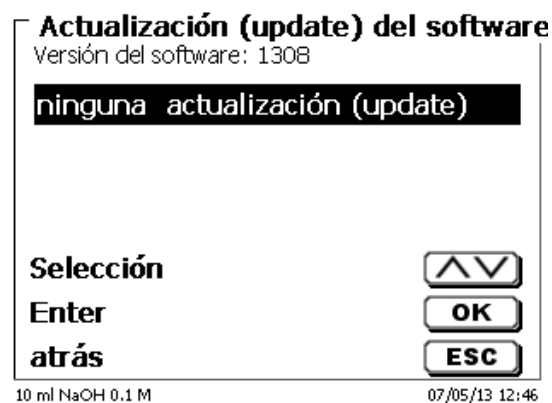 Actualización (update) del software
Versión del software: 1308
ninguna actualización (update)
Selección
Enter OK
atrás ESC
10 ml NaOH 0.1 M 07/05/13 12:46